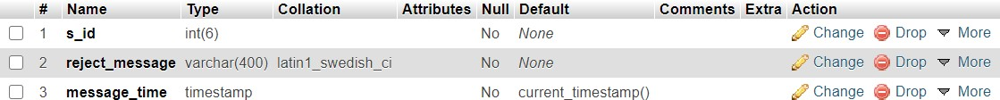 # Name Type Collation Attributes Null Default Comments Extra Action
1 s_id int(6) No None Change Drop More
2 reject_message varchar(400) latin1_swedish_ci No None Change Drop More
3 message_time timestamp No current_timestamp() Change Drop More